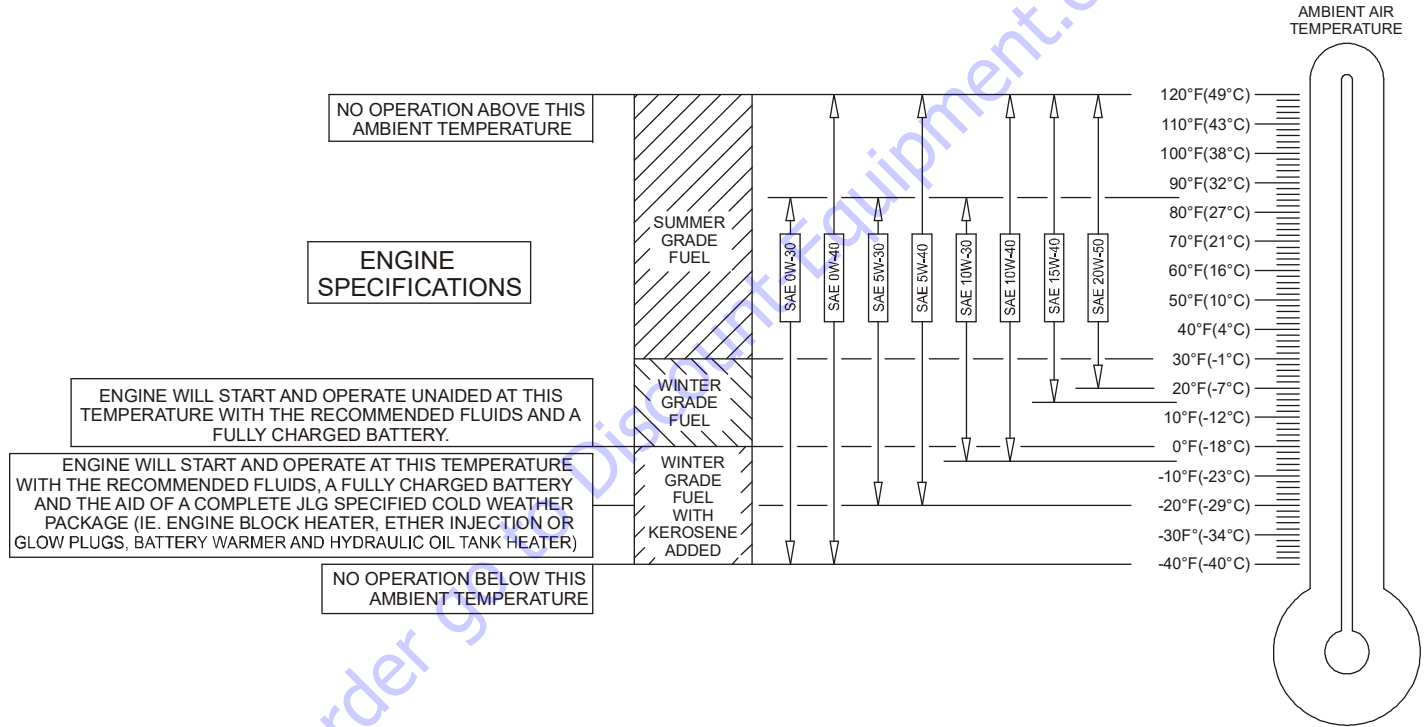 AMBIENT AIR
TEMPERATURE
NO OPERATION ABOVE THIS
AMBIENT TEMPERATURE
ENGINE
SPECIFICATIONS
ENGINE WILL START AND OPERATE UNAIDED AT THIS
TEMPERATURE WITH THE RECOMMENDED FLUIDS AND A
FULLY CHARGED BATTERY.
ENGINE WILL START AND OPERATE AT THIS TEMPERATURE
WITH THE RECOMMENDED FLUIDS, A FULLY CHARGED BATTERY
AND THE AID OF A COMPLETE JLG SPECIFIED COLD WEATHER
PACKAGE (IE. ENGINE BLOCK HEATER, ETHER INJECTION OR
GLOW PLUGS, BATTERY WARMER AND HYDRAULIC OIL TANK HEATER)
NO OPERATION BELOW THIS
AMBIENT TEMPERATURE
SUMMER
GRADE
FUEL
WINTER
GRADE
FUEL
WINTER
GRADE
FUEL
WITH
KEROSENE
ADDED
SAE 0W-30
SAE 0W-40
SAE 5W-30
SAE 5W-40
SAE 10W-30
SAE 10W-40
SAE 15W-40
SAE 20W-50
120°F(49°C)
110°F(43°C)
100°F(38°C)
90°F(32°C)
80°F(27°C)
70°F(21°C)
60°F(16°C)
50°F(10°C)
40°F(4°C)
30°F(-1°C)
20°F(-7°C)
10°F(-12°C)
0°F(-18°C)
-10°F(-23°C)
-20°F(-29°C)
-30F°(-34°C)
-40°F(-40°C)
rder go to Discount-Equipment.c